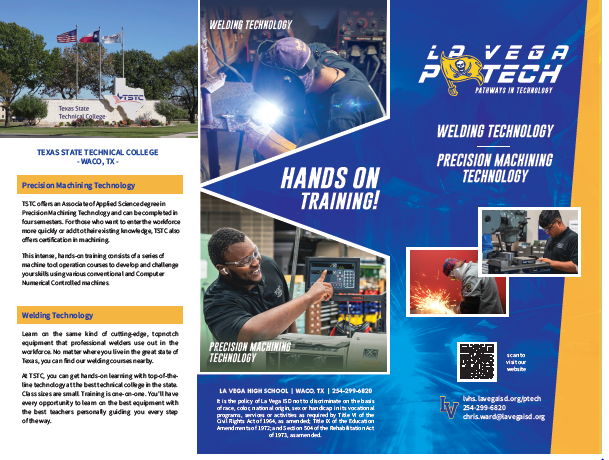 TSTC
Texas State
Technical College
TEXAS STATE TECHNICAL COLLEGE
- WACO, TX -
Precision Machining Technology
TSTC offers an Associate of Applied Science degree in
Precision Machining Technology and can be completed in
four semesters. For those who want to enter the workforce
more quickly or add to their existing knowledge, TSTC also
offers certification in machining.
This intense, hands-on training consists of a series of
machine tool operation courses to develop and challenge
your skills using various conventional and Computer
Numerical Controlled machines.
Welding Technology
Learn on the same kind of cutting-edge, topnotch
equipment that professional welders use out in the
workforce. No matter where you live in the great state of
Texas, you can find our welding courses nearby.
At TSTC, you can get hands-on learning with top-of-the-
line technology at the best technical college in the state.
Class sizes are small. Training is one-on-one. You'll have
every opportunity to learn on the best equipment with
the best teachers personally guiding you every step
of the way.
WELDING TECHNOLOGY
HANDS ON
TRAINING!
PRECISION MACHINING
TECHNOLOGY
LA VEGA HIGH SCHOOL | WACO, TX | 254-299-6820
It is the policy of La Vega ISD not to discriminate on the basis
of race, color, national origin, sex or handicap in its vocational
programs, services or activities as required by Title VI of the
Civil Rights Act of 1964, as amended; Title IX of the Education
Amendments of 1972; and Section 504 of the Rehabilitation Act
of 1973, as amended.
LA VEGA
P TECH
PATHWAYS IN TECHNOLOGY
WELDING TECHNOLOGY
PRECISION MACHINING
TECHNOLOGY
scan to
visit our
website
LV
lvhs.lavegaisd.org/ptech
254-299-6820
chris.ward@lavegaisd.org